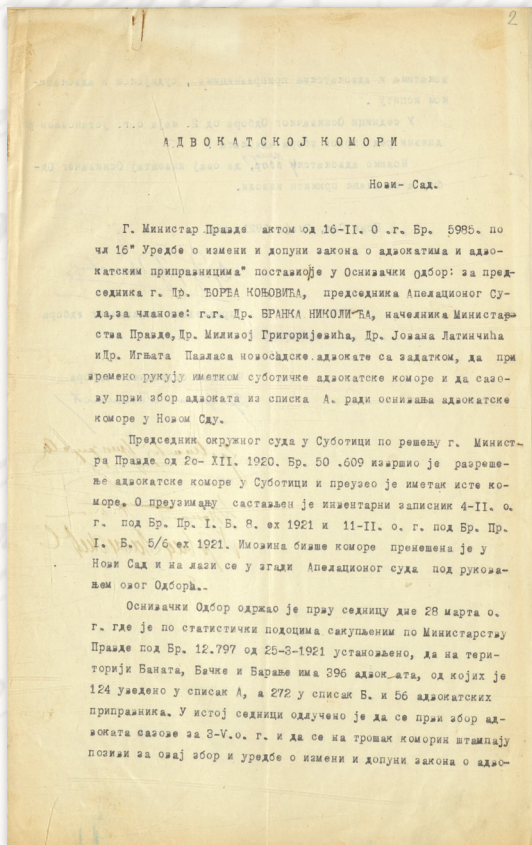 2
АДВОКАТСКОЈ КОМОРИ
Нови- Сад.
Г. Министар Правде актом од 16-II. О .г. Бр. 5985. по
чл 16" Уредбе о измени и допуни закона о адвокатима и адво-
катским приправницима" поставиоје у Оснивачки Одбор: за пред-
седника г. Др. ЂОРЂА КОЊОВИЋА, председника Апелационог Су-
да,за чланове: г.г. Др. БРАНКА НИКОЛИЋА, начелника Министар
ства Правде,Др. Миливој Григоријевића, Др. Јована Латинчића
иДр. Игњата Павласа новосадске адвокате са задатком, да при
времено рукују иметком суботичке адвокатске коморе и да сазо-
ву први збор адвоката из списка А. ради оснивања адвокатске
коморе у Новом Сду.
Председник окружног суда у Суботици по решењу г. Министр-
ра Правде од 2о- XII. 1920. Бр. 50 .609 извршио је разреше-
ње адвокатске коморе у Суботици и преузео је иметак исте ко-
море. О преузимању састављен је инвентарни записник 4-II. о.
г. под Бр. Пр. I. Б. 8. ех 1921 и 11-II. о. г. под Бр. Пр.
I. Б. 5/6 ех 1921. Имовина бивше коморе пренешена је у
Нови Сад и на лази се у згади Апелационог суда под рукова-
њем овог Одбора..
Оснивачки Одбор одржао је прву седницу дне 28 марта о.
г. где је по статистички подоцима сакупљеним по Министарству
Правде под Бр. 12.797 од 25-3-1921 установљено, да на тери-
торији Баната, Бачке и Барање има 396 адвоката, од којих је
124 уведено у списак А, а 272 у списак Б. и 56 адвокатских
приправника. У истој седници одлучено је да се први збор ад-
воката сазове за 3-V.о. г. и да се на трошак коморин штампају
позиви за овај збор и уредбе о измени и допуни закона о адво-